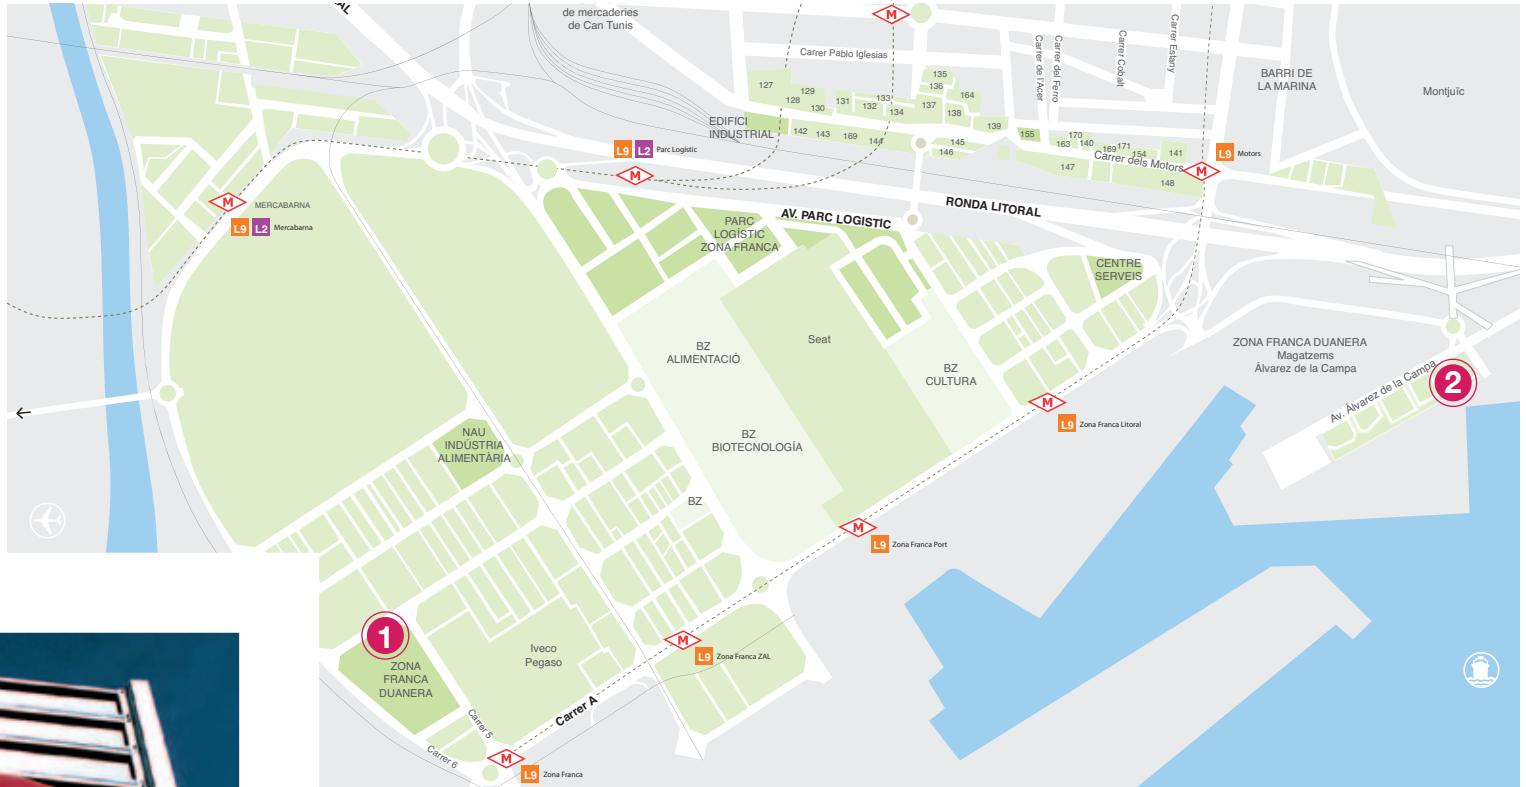 AL
de mercaderies
de Can Tunis
M
Carrer Pablo Iglesias
Carrer de l'Acer
Carrer del Ferro
Carrer Cobalt
Carrer Estany
BARRI DE
LA MARINA
Montjuïc
127
129
128
130
131
132
133
134
135
136
137
138
164
139
EDIFICI
INDUSTRIAL
142
143
169
144
145
146
155
170
163
140
169
171
154
141
147
148
Carrer dels Motors
M
L9
Motors
L9
L2
Parc Logístic
M
M
MERCABARNA
L9
L2
Mercabarna
PARC
LOGÍSTIC
ZONA FRANCA
AV. PARC LOGISTIC
RONDA LITORAL
CENTRE
SERVEIS
BZ
ALIMENTACIÓ
Seat
BZ
CULTURA
ZONA FRANCA DUANERA
Magatzems
Álvarez de la Campa
Av. Álvarez de la Campa
2
M
L9
Zona Franca Litoral
NAU
INDÚSTRIA
ALIMENTÀRIA
BZ
BIOTECNOLOGÍA
BZ
M
L9
Zona Franca Port
1
ZONA
FRANCA
DUANERA
Iveco
Pegaso
M
L9
Zona Franca ZAL
Carrer A
Carrer 5
Carrer 6
M
L9
Zona Franca